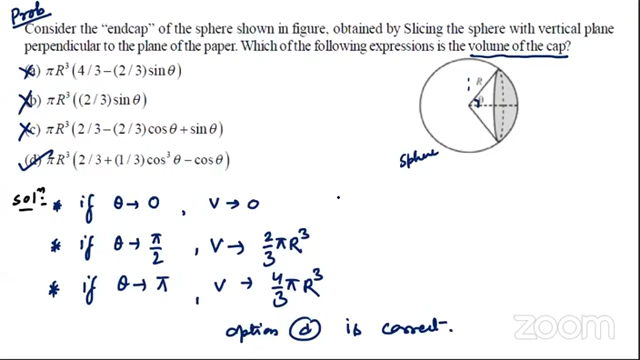 Prob
Consider the “endcap” of the sphere shown in figure, obtained by Slicing the sphere with vertical plane
perpendicular to the plane of the paper. Which of the following expressions is the volume of the cap?
(a) πR³(4/3−(2/3)sinθ)
(b) πR³((2/3)sinθ)
(c) πR³(2/3−(2/3)cosθ+sinθ)
(d) πR³(2/3+(1/3)cos³θ−cosθ)
R
θ
Sphere
Solⁿ:
* if θ→0, V→0
* if θ→π/2, V→ 2/3 πR³
* if θ→π, V→ 4/3 πR³
option (d) is correct.
zoom